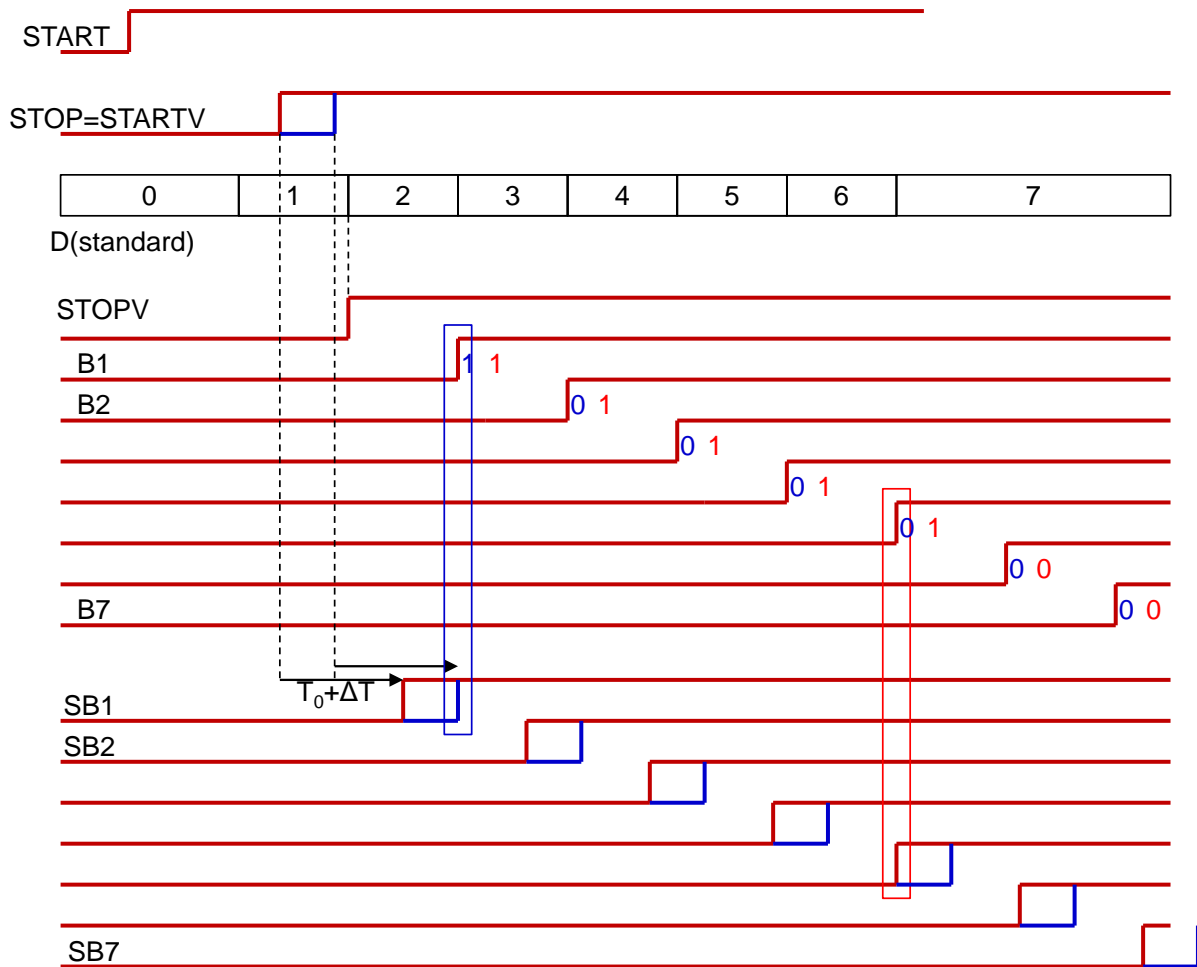 START
STOP=STARTV
0 1 2 3 4 5 6 7
D(standard)
STOPV
B1
1 1
B2
0 1
0 1
0 1
0 1
0 0
B7
0 0
T0+ΔT
SB1
SB2
SB7